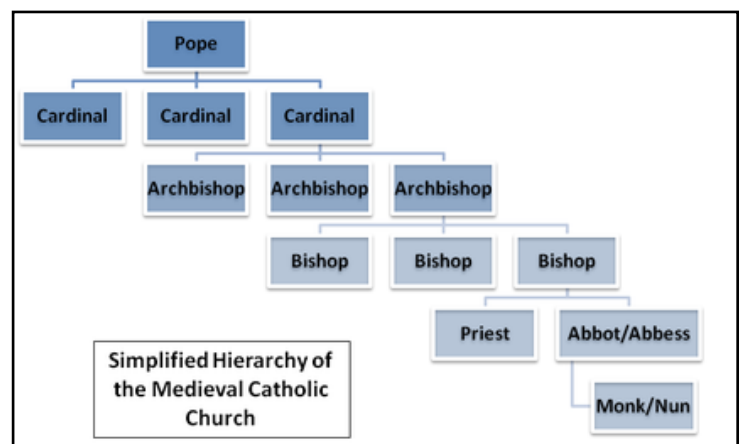 Pope
Cardinal Cardinal Cardinal
Archbishop Archbishop Archbishop
Bishop Bishop Bishop
Priest Abbot/Abbess
Monk/Nun
Simplified Hierarchy of
the Medieval Catholic
Church